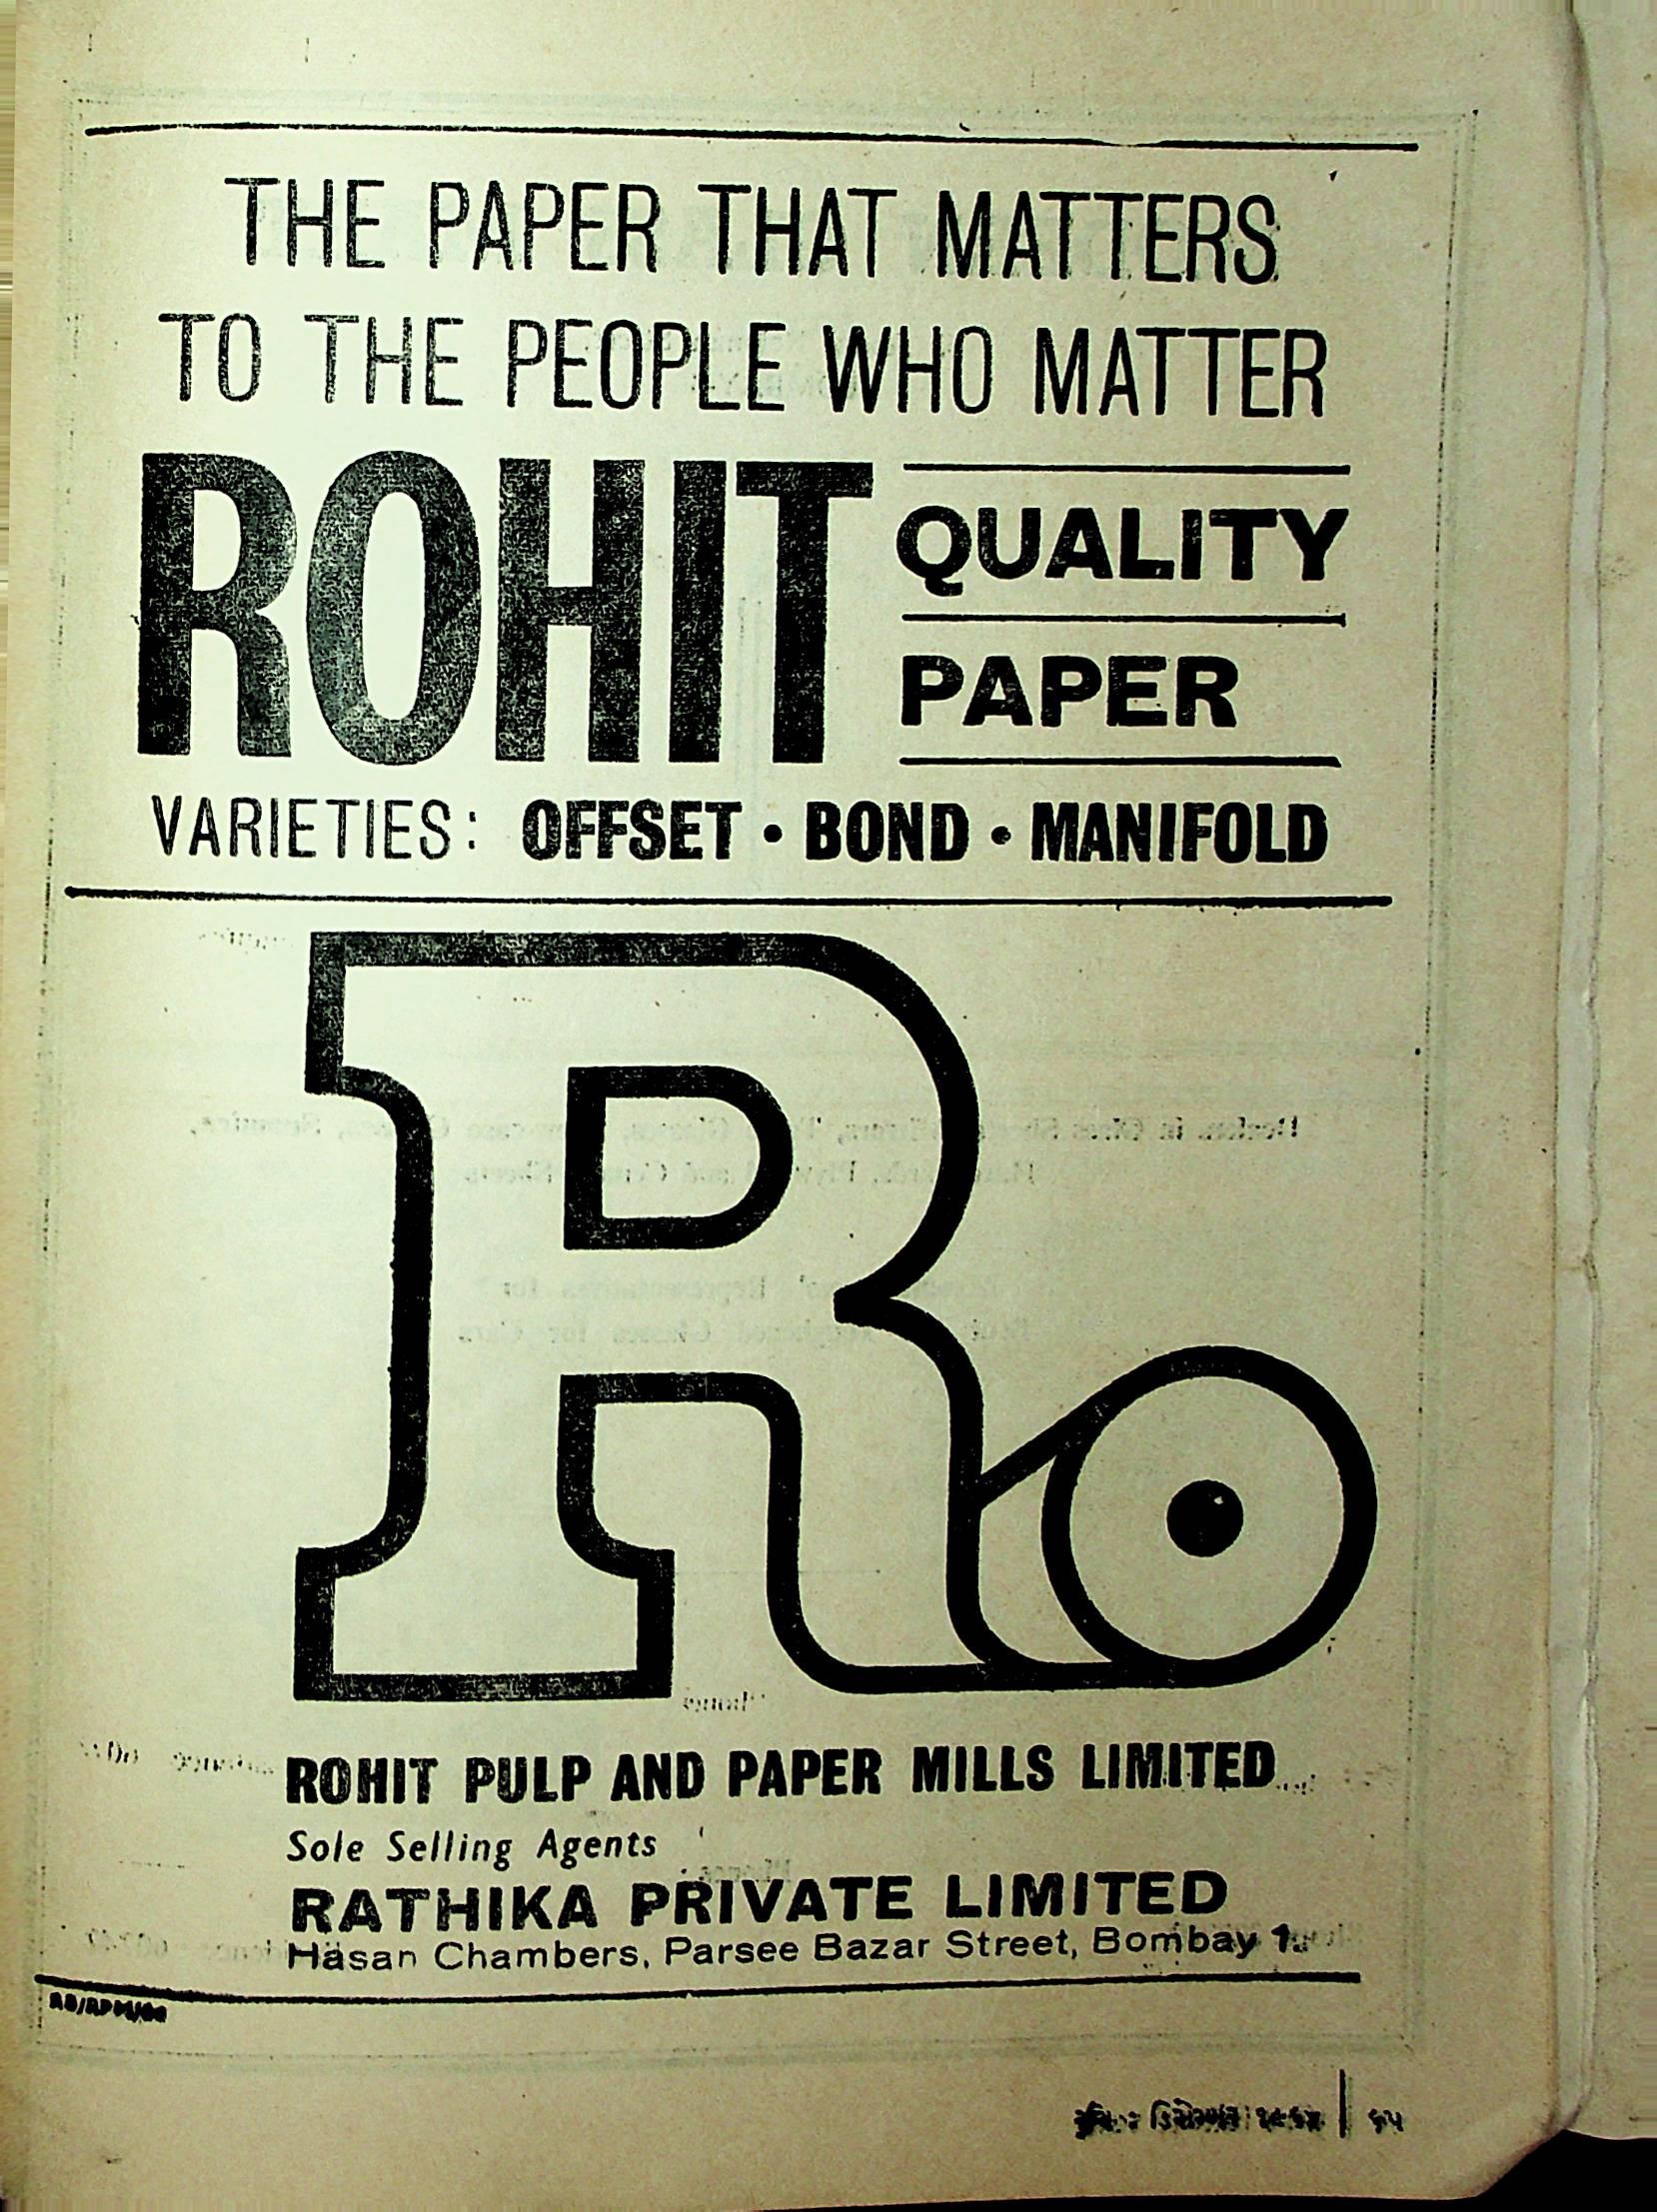 THE PAPER THAT MATTERS
TO THE PEOPLE WHO MATTER
ROHIT QUALITY PAPER
VARIETIES: OFFSET • BOND • MANIFOLD
Ro
ROHIT PULP AND PAPER MILLS LIMITED
Sole Selling Agents
RATHIKA PRIVATE LIMITED
Hasan Chambers, Parsee Bazar Street, Bombay 1.